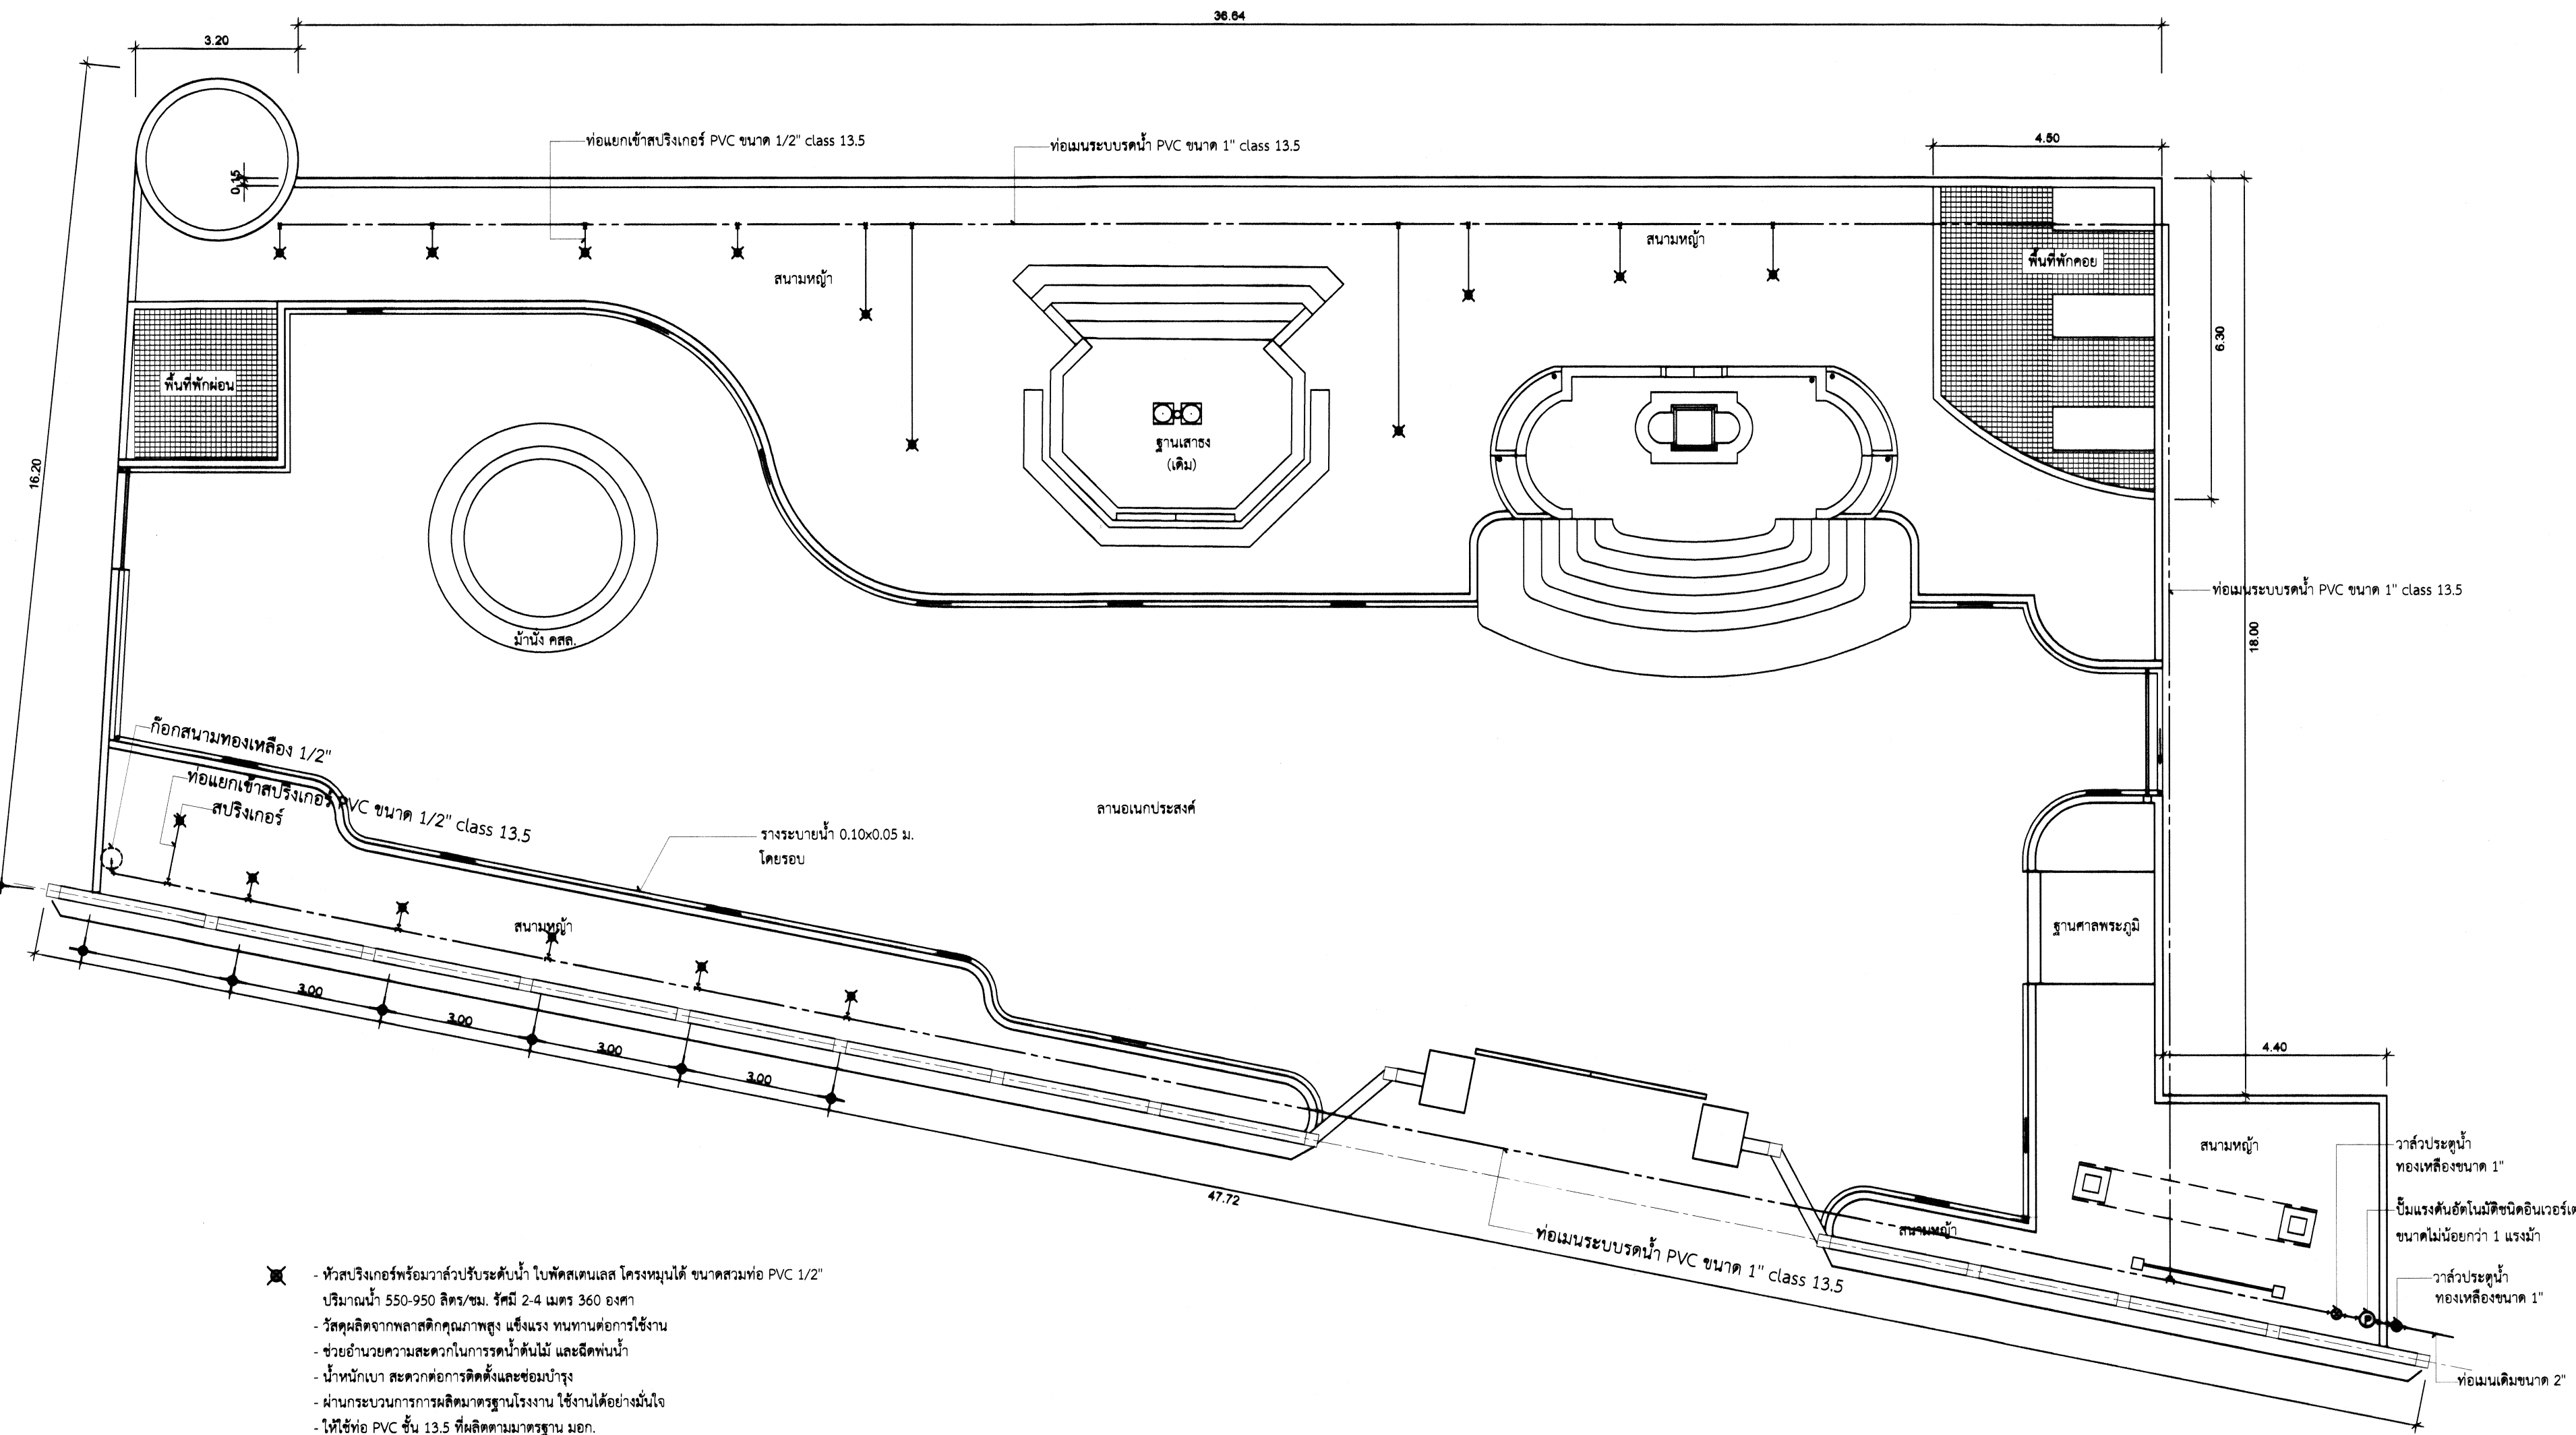 36.64
3.20
ท่อแยกเข้าสปริงเกอร์ PVC ขนาด 1/2" class 13.5
ท่อเมนระบบรดน้ำ PVC ขนาด 1" class 13.5
4.50
0.15
สนามหญ้า
สนามหญ้า
พื้นที่พักคอย
6.30
พื้นที่พักผ่อน
ฐานเสาธง
(เดิม)
16.20
ท่อเมนระบบรดน้ำ PVC ขนาด 1" class 13.5
18.00
ม้านั่ง คสล.
ก๊อกสนามทองเหลือง 1/2"
ท่อแยกเข้าสปริงเกอร์ PVC ขนาด 1/2" class 13.5
สปริงเกอร์
ลานอเนกประสงค์
รางระบายน้ำ 0.10x0.05 ม.
โดยรอบ
สนามหญ้า
ฐานศาลพระภูมิ
3.00
3.00
3.00
3.00
4.40
สนามหญ้า
วาล์วประตูน้ำ
ทองเหลืองขนาด 1"
47.72
ปั๊มแรงดันอัตโนมัติชนิดอินเวอร์เต
ขนาดไม่น้อยกว่า 1 แรงม้า
สนามหญ้า
ท่อเมนระบบรดน้ำ PVC ขนาด 1" class 13.5
วาล์วประตูน้ำ
ทองเหลืองขนาด 1"
P
ท่อเมนเดิมขนาด 2"
- หัวสปริงเกอร์พร้อมวาล์วปรับระดับน้ำ ใบพัดสเตนเลส โครงหมุนได้ ขนาดสวมท่อ PVC 1/2"
ปริมาณน้ำ 550-950 ลิตร/ชม. รัศมี 2-4 เมตร 360 องศา
- วัสดุผลิตจากพลาสติกคุณภาพสูง แข็งแรง ทนทานต่อการใช้งาน
- ช่วยอำนวยความสะดวกในการรดน้ำต้นไม้ และฉีดพ่นน้ำ
- น้ำหนักเบา สะดวกต่อการติดตั้งและซ่อมบำรุง
- ผ่านกระบวนการการผลิตมาตรฐานโรงงาน ใช้งานได้อย่างมั่นใจ
- ให้ใช้ท่อ PVC ชั้น 13.5 ที่ผลิตตามมาตรฐาน มอก.